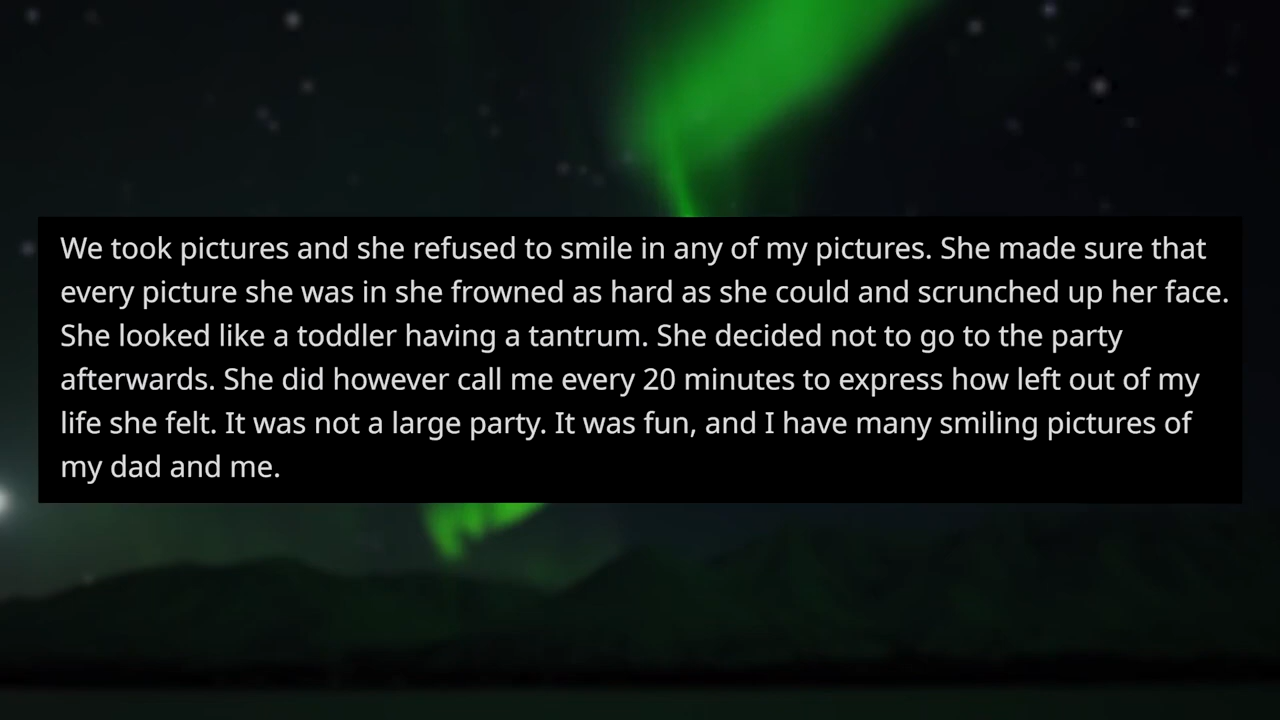 We took pictures and she refused to smile in any of my pictures. She made sure that
every picture she was in she frowned as hard as she could and scrunched up her face.
She looked like a toddler having a tantrum. She decided not to go to the party
afterwards. She did however call me every 20 minutes to express how left out of my
life she felt. It was not a large party. It was fun, and I have many smiling pictures of
my dad and me.